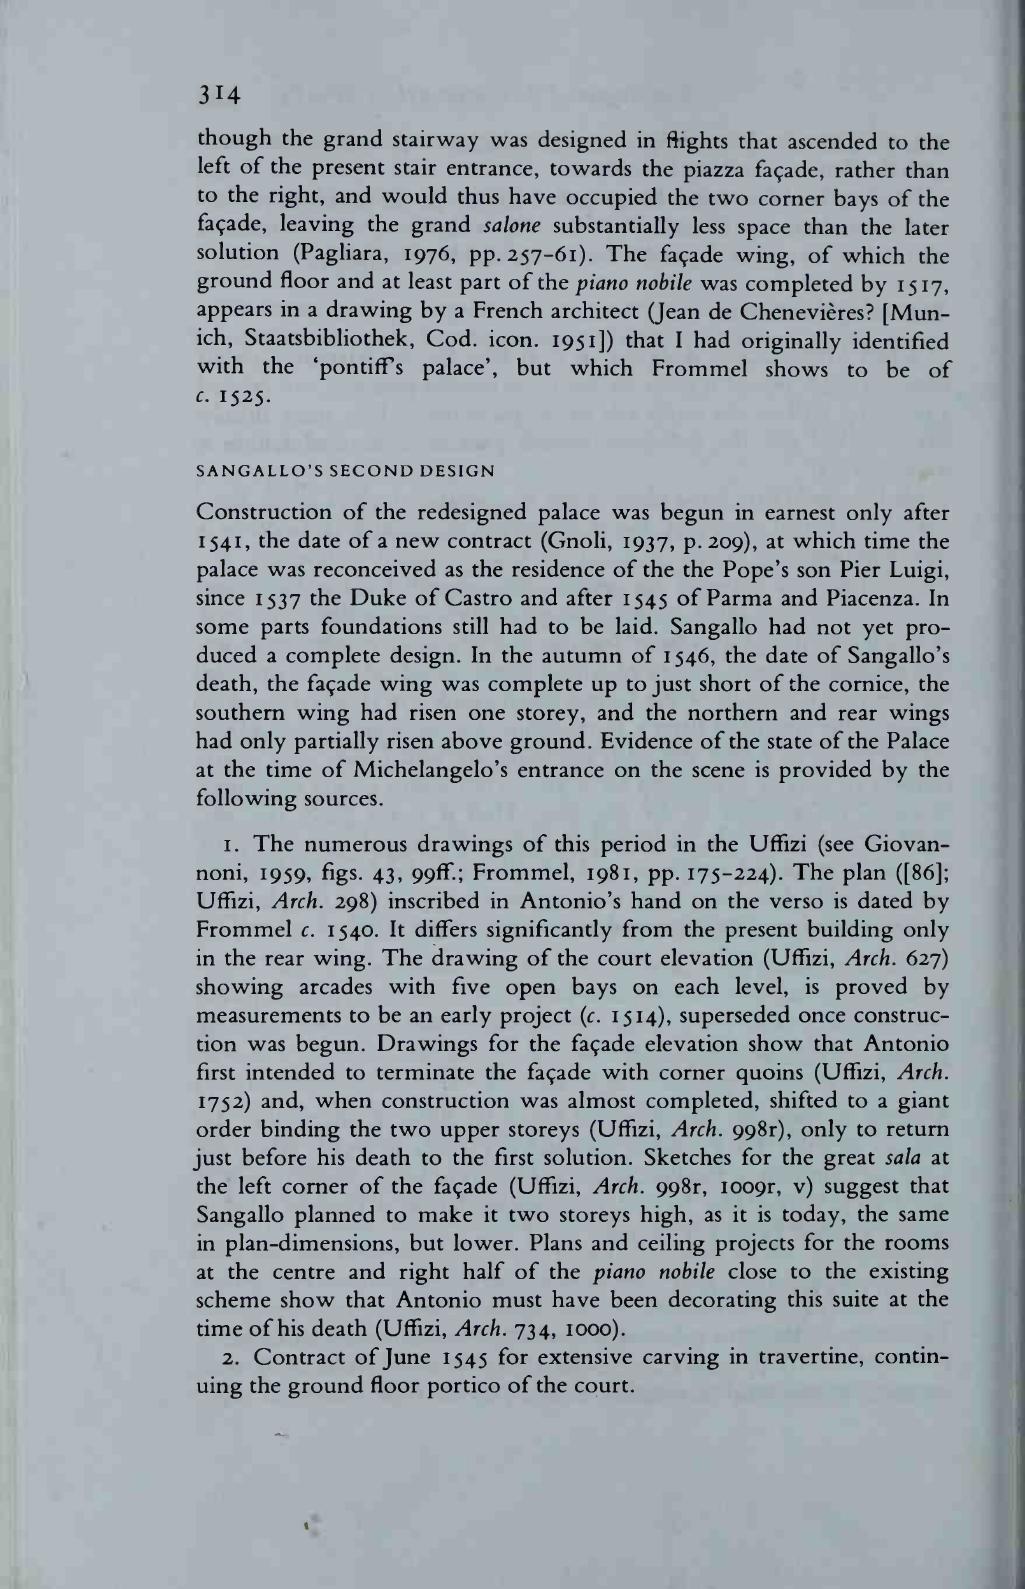 314
though the grand stairway was designed in flights that ascended to the
left of the present stair entrance, towards the piazza façade, rather than
to the right, and would thus have occupied the two corner bays of the
façade, leaving the grand salone substantially less space than the later
solution (Pagliara, 1976, pp. 257–61). The façade wing, of which the
ground floor and at least part of the piano nobile was completed by 1517,
appears in a drawing by a French architect (Jean de Chenevières? [Mun-
ich, Staatsbibliothek, Cod. icon. 1951]) that I had originally identified
with the ‘pontiff’s palace’, but which Frommel shows to be of
c. 1525.
SANGALLO’S SECOND DESIGN
Construction of the redesigned palace was begun in earnest only after
1541, the date of a new contract (Gnoli, 1937, p. 209), at which time the
palace was reconceived as the residence of the the Pope’s son Pier Luigi,
since 1537 the Duke of Castro and after 1545 of Parma and Piacenza. In
some parts foundations still had to be laid. Sangallo had not yet pro-
duced a complete design. In the autumn of 1546, the date of Sangallo’s
death, the façade wing was complete up to just short of the cornice, the
southern wing had risen one storey, and the northern and rear wings
had only partially risen above ground. Evidence of the state of the Palace
at the time of Michelangelo’s entrance on the scene is provided by the
following sources.
1. The numerous drawings of this period in the Uffizi (see Giovan-
noni, 1959, figs. 43, 99ff.; Frommel, 1981, pp. 175–224). The plan ([86];
Uffizi, Arch. 298) inscribed in Antonio’s hand on the verso is dated by
Frommel c. 1540. It differs significantly from the present building only
in the rear wing. The drawing of the court elevation (Uffizi, Arch. 627)
showing arcades with five open bays on each level, is proved by
measurements to be an early project (c. 1514), superseded once construc-
tion was begun. Drawings for the façade elevation show that Antonio
first intended to terminate the façade with corner quoins (Uffizi, Arch.
1752) and, when construction was almost completed, shifted to a giant
order binding the two upper storeys (Uffizi, Arch. 998r), only to return
just before his death to the first solution. Sketches for the great sala at
the left corner of the façade (Uffizi, Arch. 998r, 1009r, v) suggest that
Sangallo planned to make it two storeys high, as it is today, the same
in plan-dimensions, but lower. Plans and ceiling projects for the rooms
at the centre and right half of the piano nobile close to the existing
scheme show that Antonio must have been decorating this suite at the
time of his death (Uffizi, Arch. 734, 1000).
2. Contract of June 1545 for extensive carving in travertine, contin-
uing the ground floor portico of the court.